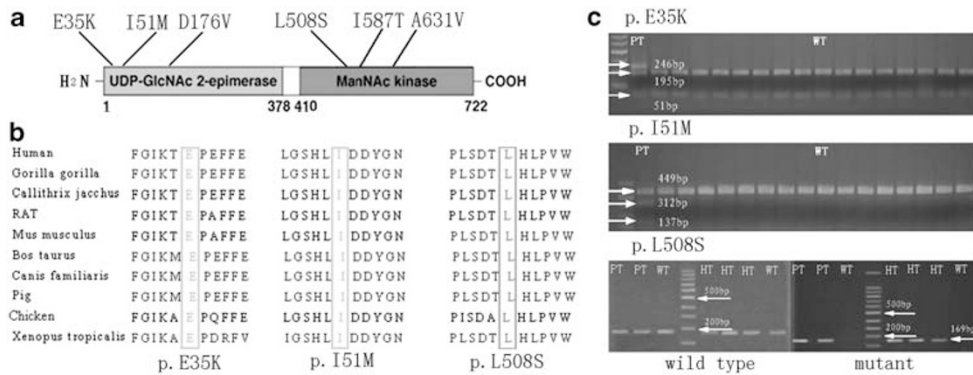 a
E35K I51M D176V L508S I587T A631V
H2N UDP-GlcNAc 2-epimerase ManNAc kinase COOH
1 378 410 722
b
Human FGIKT E PEFFE LGSHL I DDYGN PLSDT L HLPVW
Gorilla gorilla FGIKT E PEFFE LGSHL I DDYGN PLSDT L HLPVW
Callithrix jacchus FGIKT E PEFFE LGSHL I DDYGN PLSDT L HLPVW
RAT FGIKT E PAFFE LGSHL I DDYGN PLSDT L HLPVW
Mus musculus FGIKT E PAFFE LGSHL I DDYGN PLSDT L HLPVW
Bos taurus FGIKM E PEFFE LGSHL I DDYGN PLSDT L HLPVW
Canis familiaris FGIKM E PEFFE LGSHL I DDYGN PLSDT L HLPVW
Pig FGIKM E PEFFE LGSHL I DDYGN PLSDT L HLPVW
Chicken FGIKA E PQFFE LGSHL I DDYGN PISDA L HLPVW
Xenopus tropicalis FGIKA E PDRFV IGSHL I DDYGN PLSDT L HLPVW
p. E35K p. I51M p. L508S
c
p. E35K
PT WT
246bp
195bp
51bp
p. I51M
PT WT
449bp
312bp
137bp
p. L508S
PT PT WT HT HT HT WT PT PT WT HT HT HT WT
500bp 500bp
200bp 200bp 169bp
wild type mutant